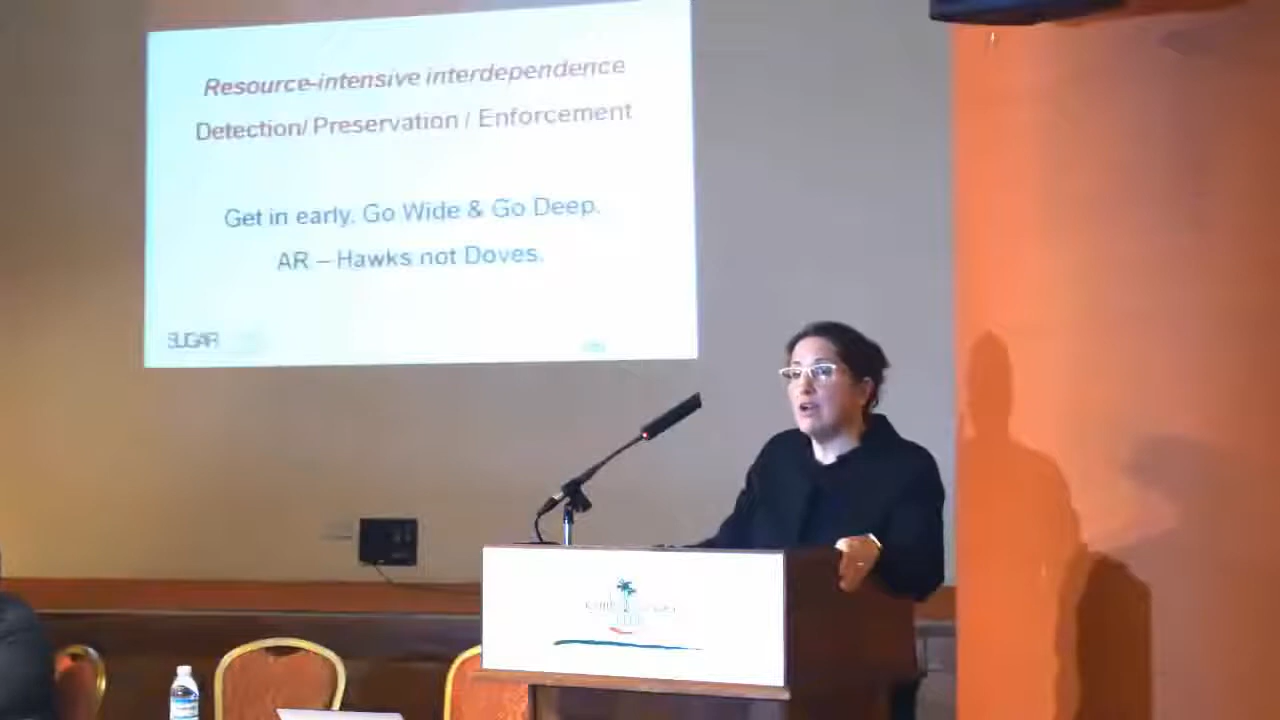 Resource-intensive interdependence
Detection/ Preservation / Enforcement
Get in early. Go Wide & Go Deep.
AR – Hawks not Doves.
SUGAR